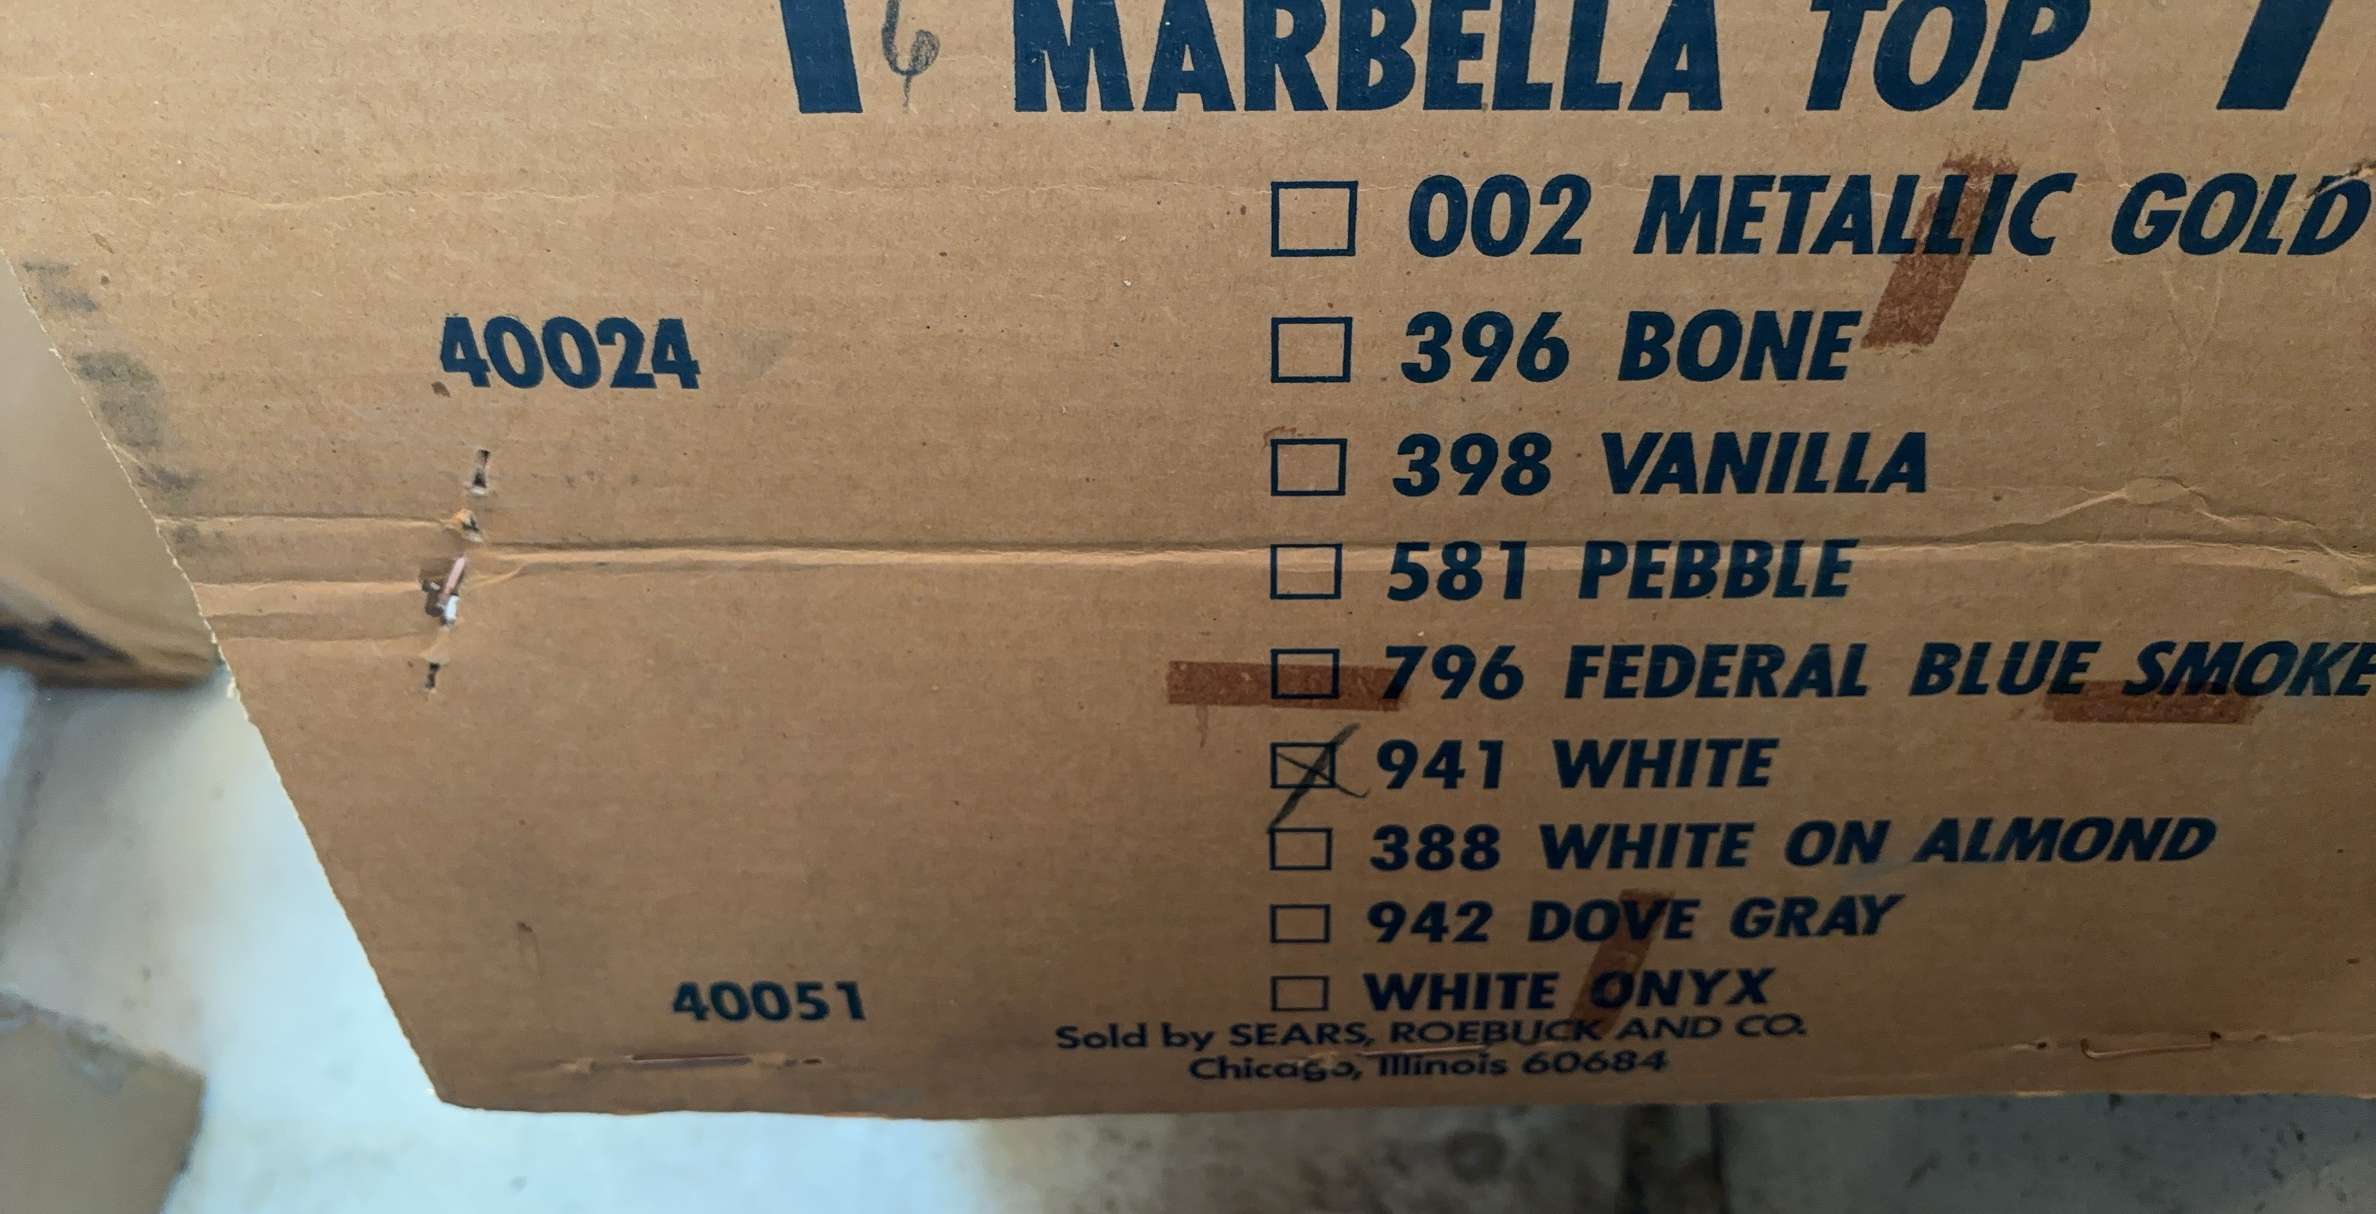 6 MARBELLA TOP
002 METALLIC GOLD
40024
396 BONE
398 VANILLA
581 PEBBLE
796 FEDERAL BLUE SMOKE
941 WHITE
388 WHITE ON ALMOND
942 DOVE GRAY
40051
WHITE ONYX
Sold by SEARS, ROEBUCK AND CO.
Chicago, Illinois 60684